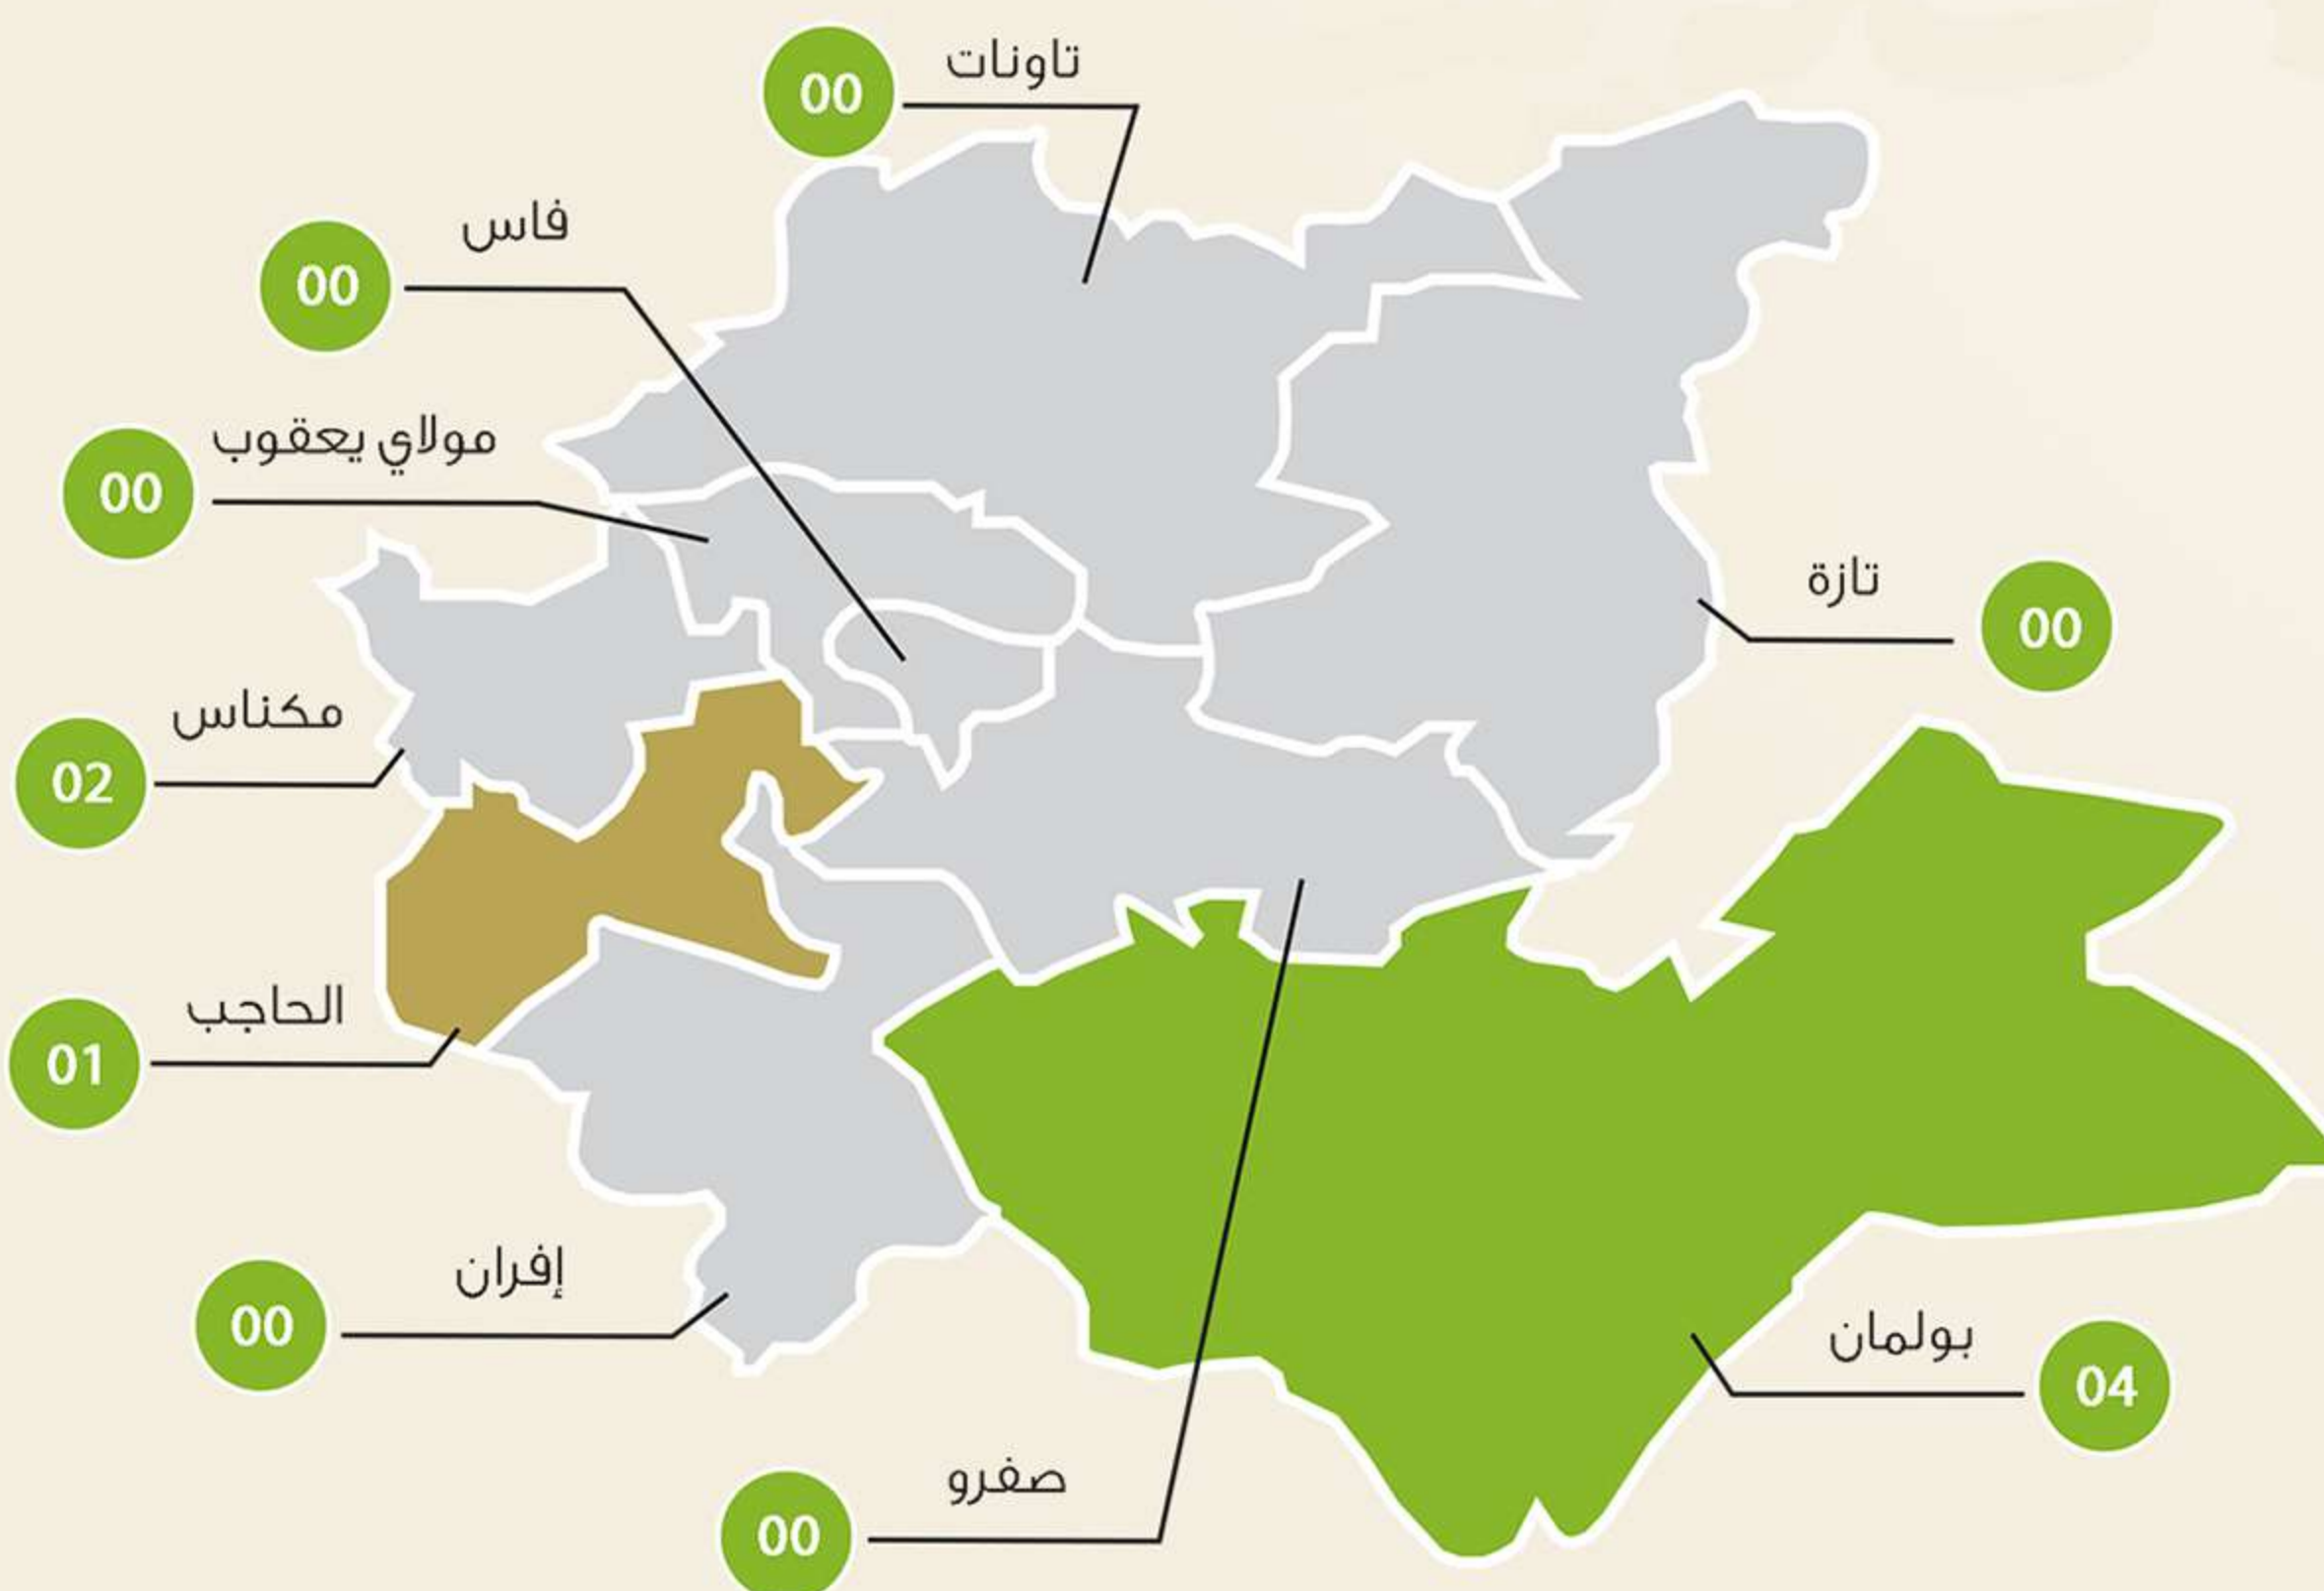 تاونات
00
فاس
00
مولاي يعقوب
00
تازة
00
مكناس
02
الحاجب
01
إفران
00
بولمان
04
صفرو
00